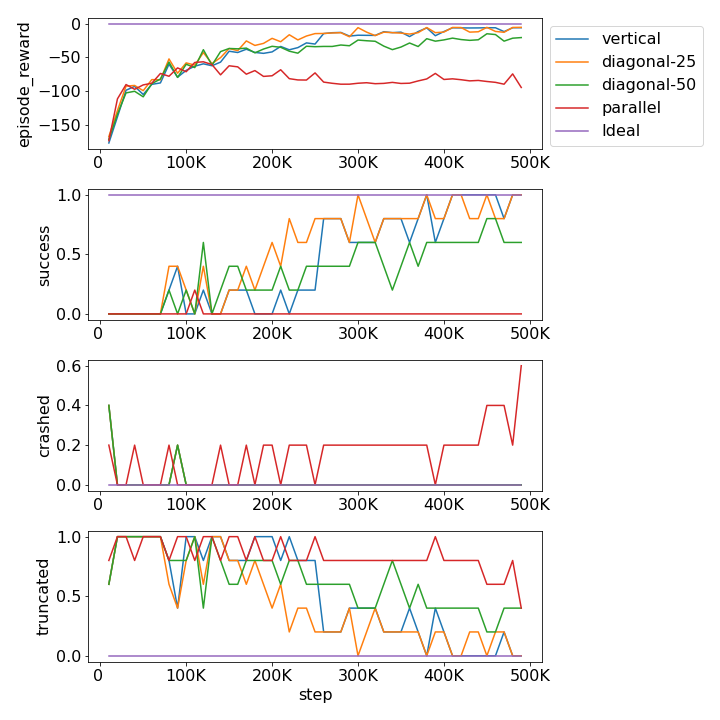 episode_reward
0
−50
−100
−150
0 100K 200K 300K 400K 500K
vertical
diagonal-25
diagonal-50
parallel
Ideal
success
1.0
0.5
0.0
0 100K 200K 300K 400K 500K
crashed
0.6
0.4
0.2
0.0
0 100K 200K 300K 400K 500K
truncated
1.0
0.5
0.0
0 100K 200K 300K 400K 500K
step